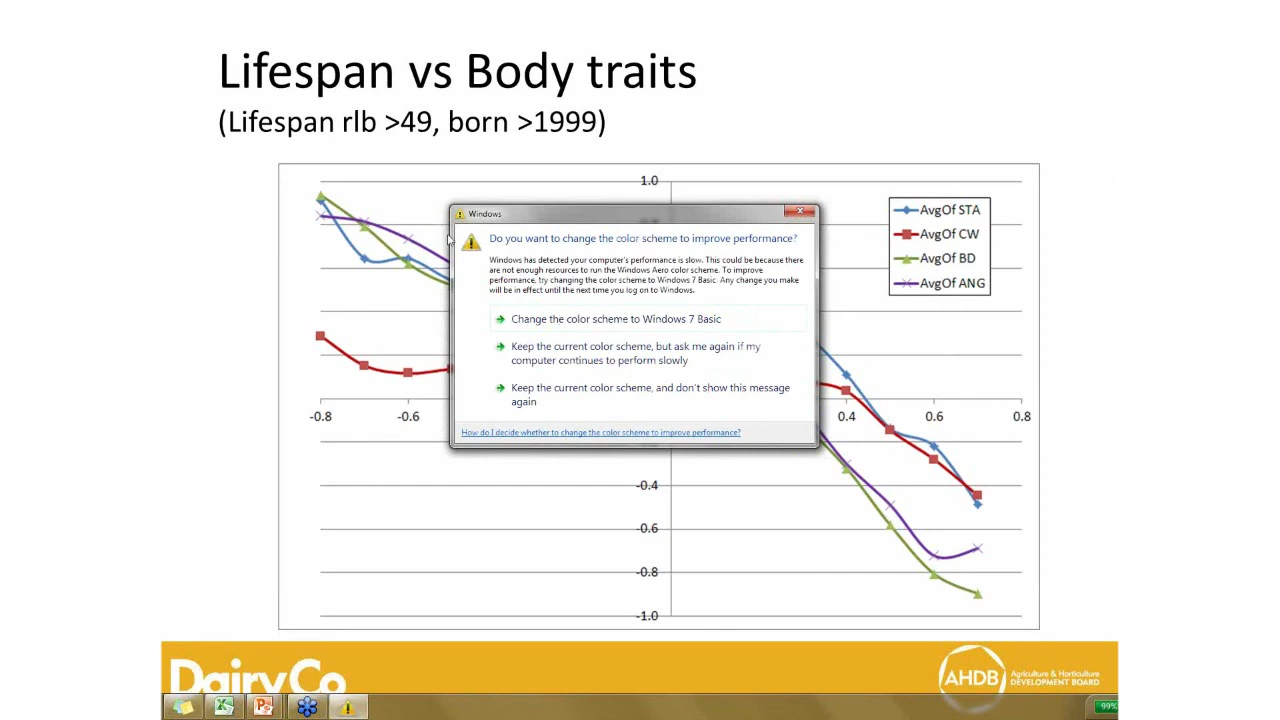 Lifespan vs Body traits
(Lifespan rlb >49, born >1999)
1.0
AvgOf STA
AvgOf CW
AvgOf BD
AvgOf ANG
Windows
Do you want to change the color scheme to improve performance?
Windows has detected your computer's performance is slow. This could be because there
are not enough resources to run the Windows Aero color scheme. To improve
performance, try changing the color scheme to Windows 7 Basic. Any change you make
will be in effect until the next time you log on to Windows.
Change the color scheme to Windows 7 Basic
Keep the current color scheme, but ask me again if my
computer continues to perform slowly
Keep the current color scheme, and don't show this message
again
How do I decide whether to change the color scheme to improve performance?
-0.8 -0.6 0.4 0.6 0.8
-0.4
-0.6
-0.8
-1.0
DairyCo
AHDB
Agriculture & Horticulture
DEVELOPMENT BOARD
99%